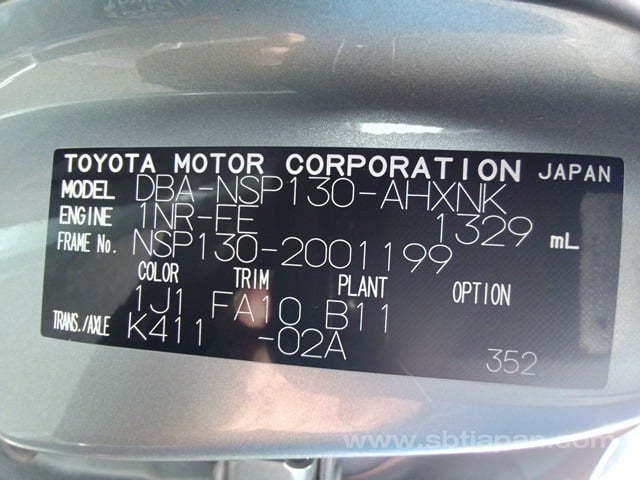 TOYOTA MOTOR CORPORATION JAPAN
MODEL DBA-NSP130-AHXNK
ENGINE 1NR-FE 1329 mL
FRAME No. NSP130-2001199
COLOR TRIM PLANT OPTION
1J1 FA10 B11
TRANS./AXLE K411 -02A
352
www.sbtjapan.com